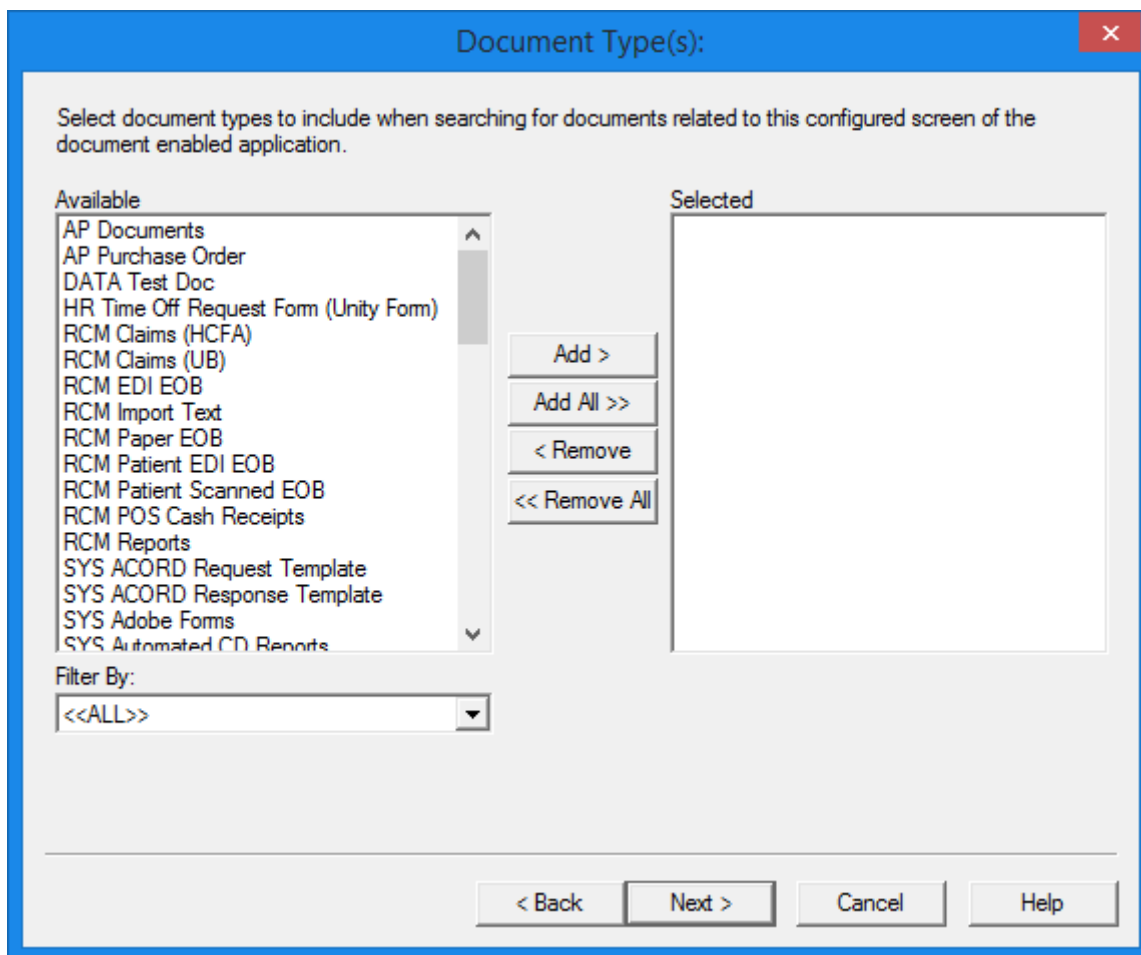 Document Type(s):
Select document types to include when searching for documents related to this configured screen of the
document enabled application.
Available
AP Documents
AP Purchase Order
DATA Test Doc
HR Time Off Request Form (Unity Form)
RCM Claims (HCFA)
RCM Claims (UB)
RCM EDI EOB
RCM Import Text
RCM Paper EOB
RCM Patient EDI EOB
RCM Patient Scanned EOB
RCM POS Cash Receipts
RCM Reports
SYS ACORD Request Template
SYS ACORD Response Template
SYS Adobe Forms
SYS Automated CD Reports
Add >
Add All >>
< Remove
<< Remove All
Selected
Filter By:
<<ALL>>
< Back
Next >
Cancel
Help